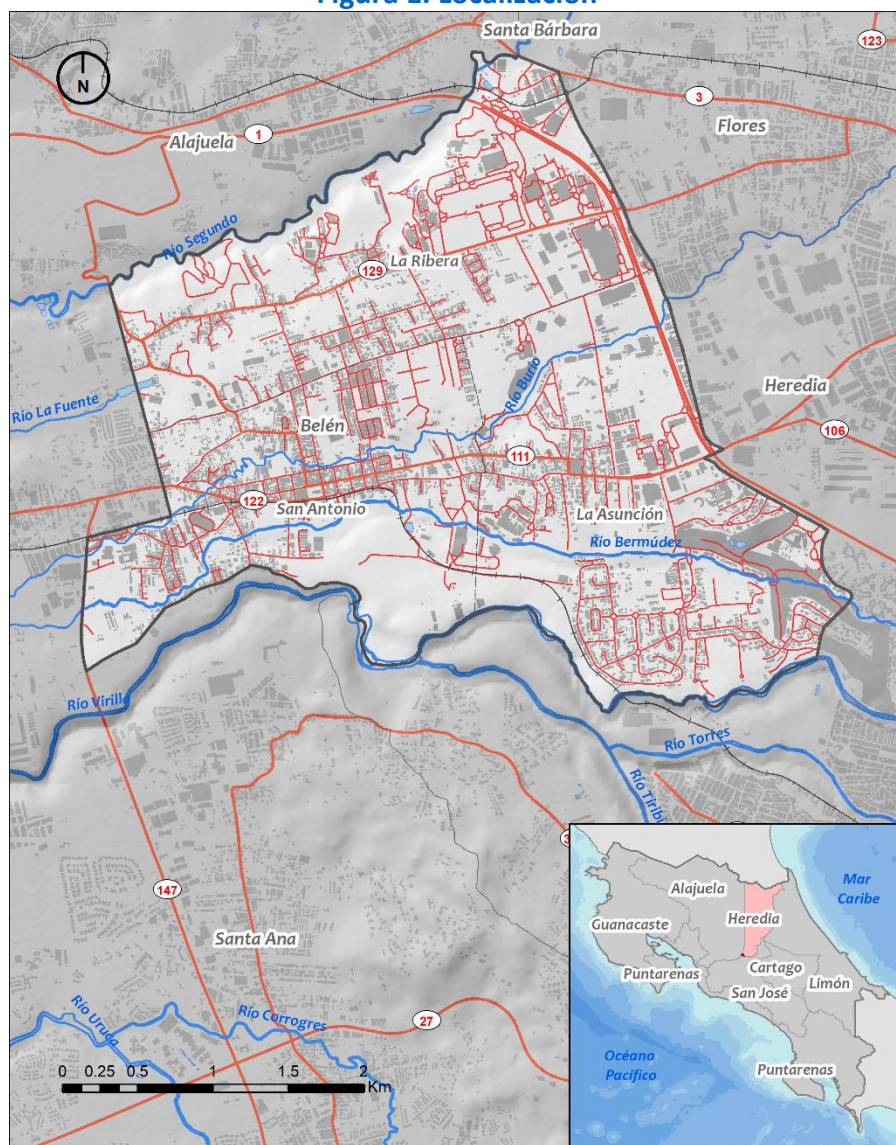 Santa Bárbara
123
N
3
1
Flores
Alajuela
Río Segundo
La Ribera
129
Heredia
Río Burío
Río La Fuente
Belén
106
111
122
San Antonio
La Asunción
Río Bermúdez
Río Virilla
Río Torres
147
Santa Ana
Río Corrogres
Río Uruca
27
0 0.25 0.5 1 1.5 2
Km
Mar
Caribe
Alajuela
Heredia
Guanacaste
Cartago
Puntarenas
Limón
San José
Océano
Pacífico
Puntarenas